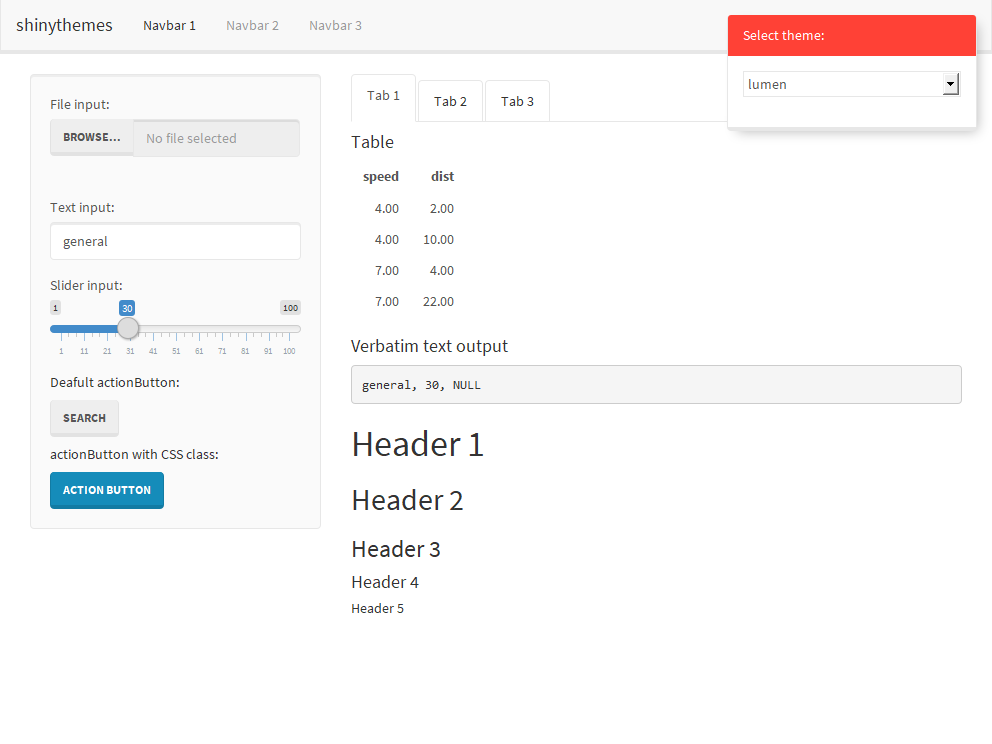 shinythemes Navbar 1 Navbar 2 Navbar 3
Select theme:
lumen
File input:
BROWSE... No file selected
Text input:
general
Slider input:
1 30 100
1 11 21 31 41 51 61 71 81 91 100
Deafult actionButton:
SEARCH
actionButton with CSS class:
ACTION BUTTON
Tab 1 Tab 2 Tab 3
Table
speed dist
4.00 2.00
4.00 10.00
7.00 4.00
7.00 22.00
Verbatim text output
general, 30, NULL
Header 1
Header 2
Header 3
Header 4
Header 5